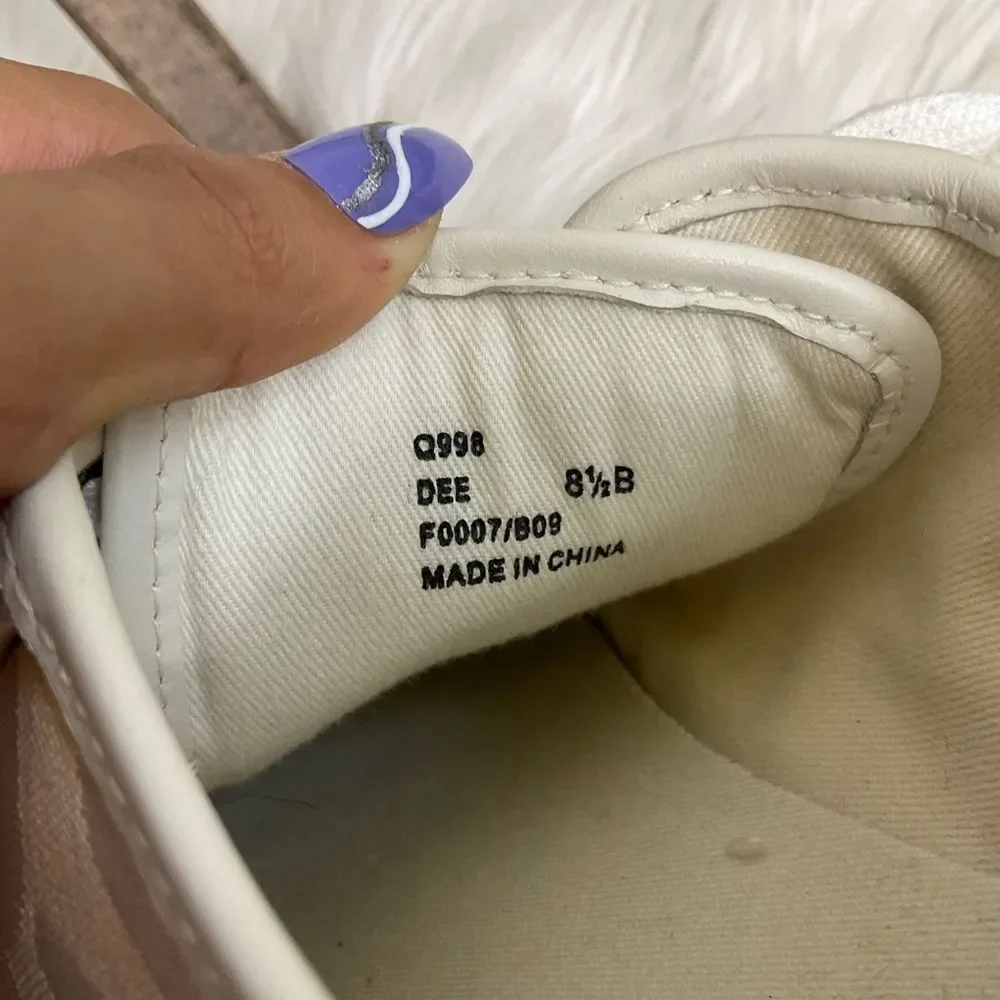 Q998
DEE 8½B
F0007/B09
MADE IN CHINA